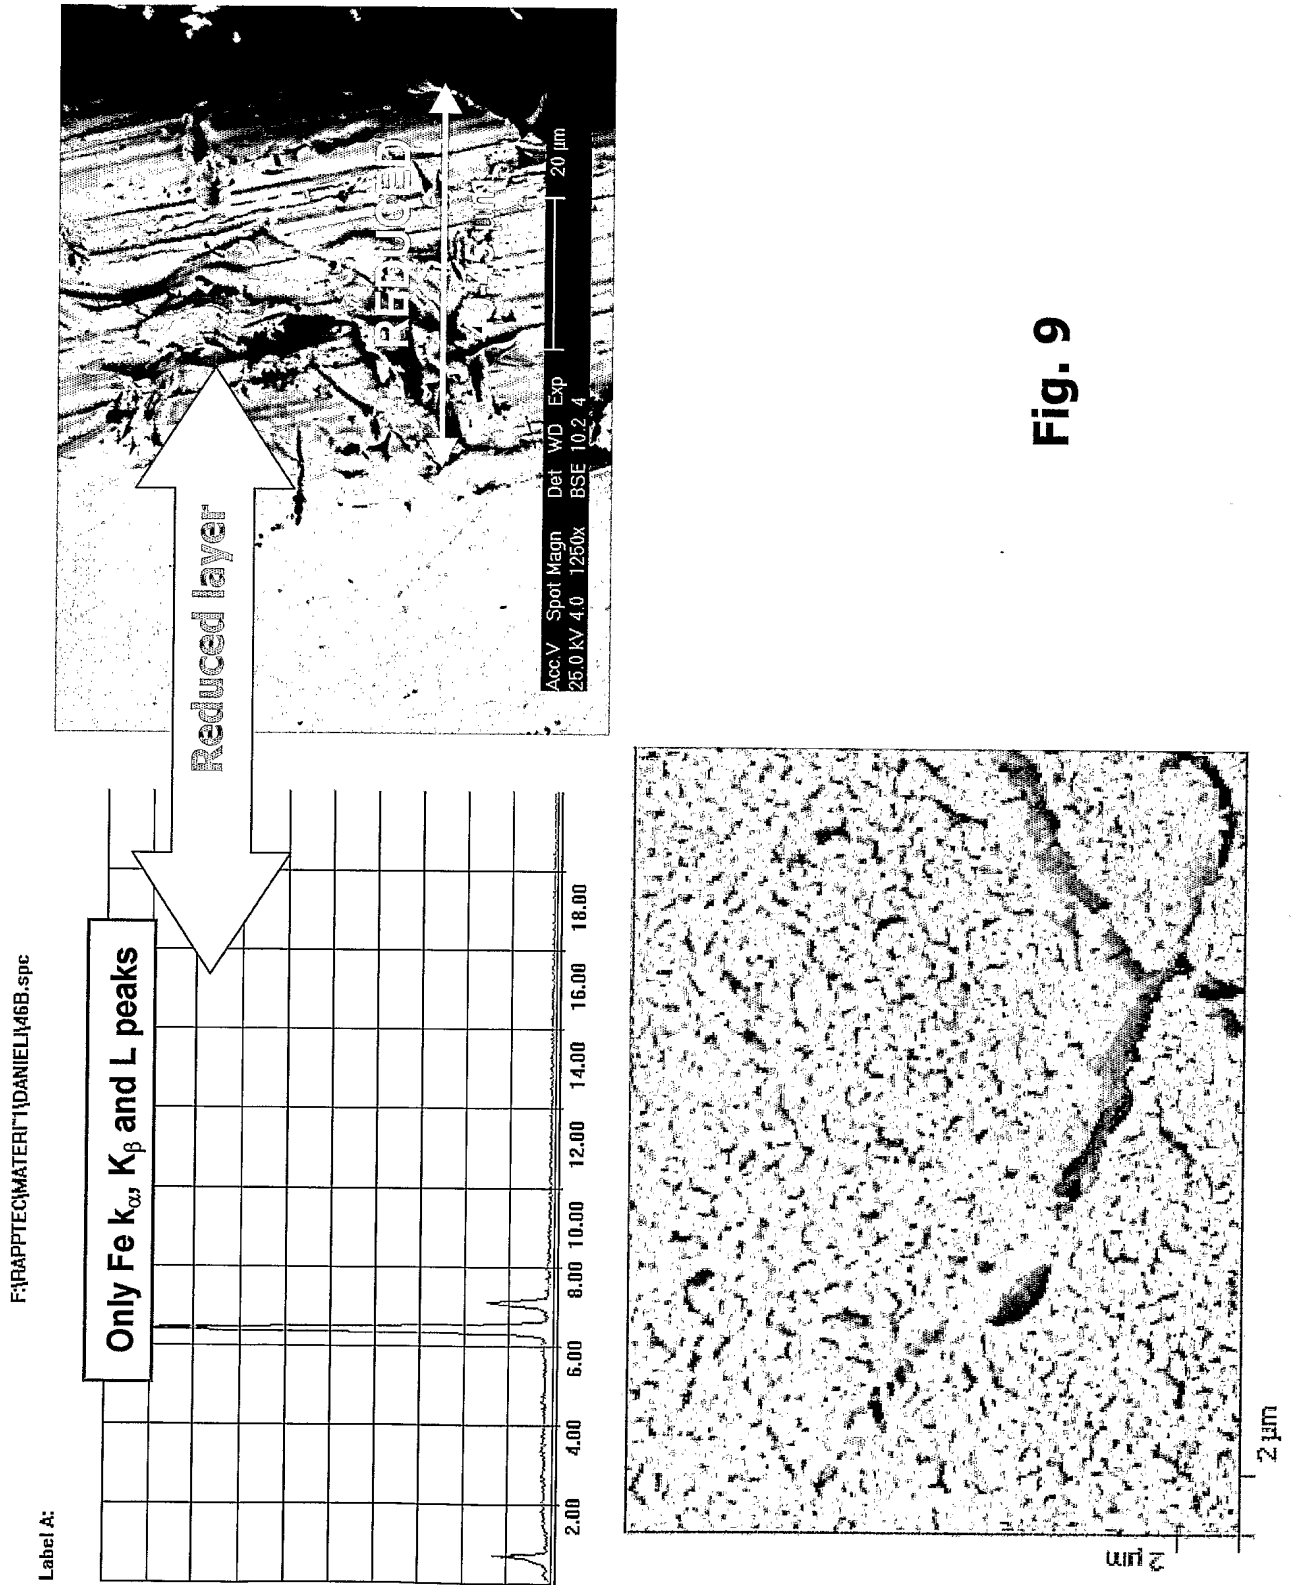 Label A:
F:\RAPPTEC\MATERI~1\DANIELI\46B.spc
Only Fe kα, Kβ and L peaks
2.00 4.00 6.00 8.00 10.00 12.00 14.00 16.00 18.00
Reduced layer
REDUCED
Acc.V Spot Magn Det WD Exp 20 µm
25.0 kV 4.0 1250x BSE 10.2 4
2 µm
2 µm
Fig. 9